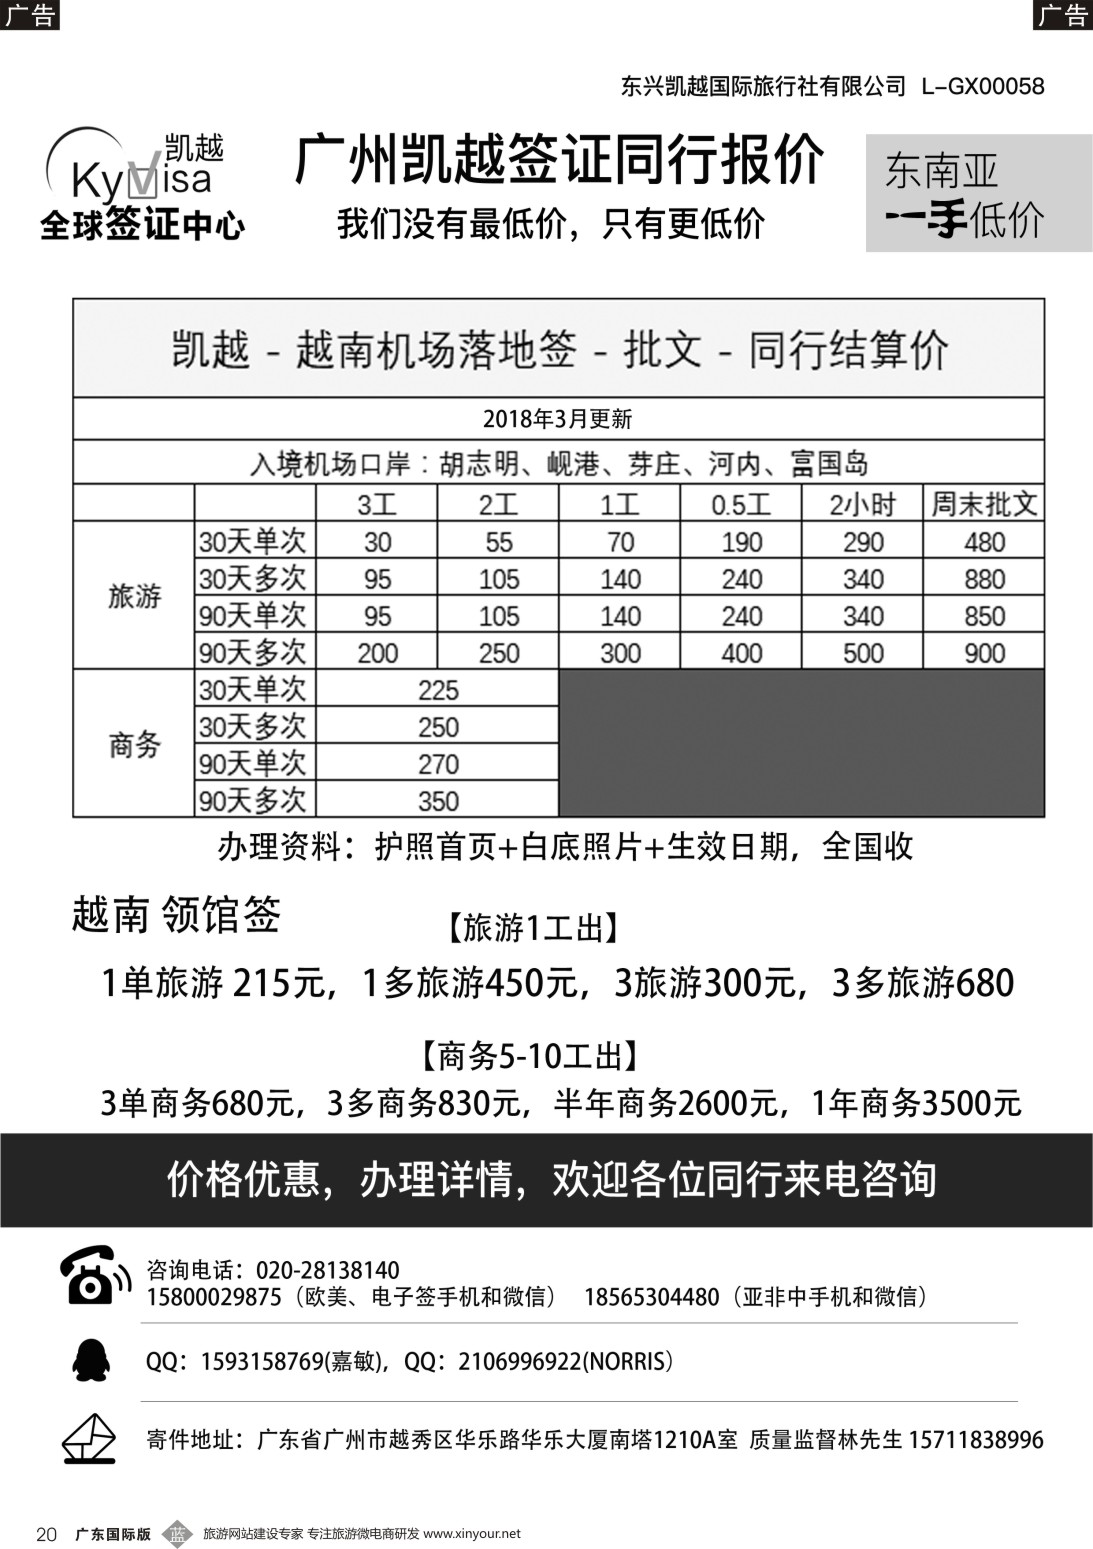 广告
广告
东兴凯越国际旅行社有限公司 L-GX00058
凯越
KyVisa
全球签证中心
广州凯越签证同行报价
我们没有最低价，只有更低价
东南亚
一手低价
凯越 - 越南机场落地签 - 批文 - 同行结算价
2018年3月更新
入境机场口岸：胡志明、岘港、芽庄、河内、富国岛
3工 2工 1工 0.5工 2小时 周末批文
旅游
30天单次 30 55 70 190 290 480
30天多次 95 105 140 240 340 880
90天单次 95 105 140 240 340 850
90天多次 200 250 300 400 500 900
商务
30天单次 225
30天多次 250
90天单次 270
90天多次 350
办理资料：护照首页+白底照片+生效日期，全国收
越南 领馆签
【旅游1工出】
1单旅游 215元，1多旅游450元，3旅游300元，3多旅游680
【商务5-10工出】
3单商务680元，3多商务830元，半年商务2600元，1年商务3500元
价格优惠，办理详情，欢迎各位同行来电咨询
咨询电话：020-28138140
15800029875（欧美、电子签手机和微信） 18565304480（亚非中手机和微信）
QQ：1593158769(嘉敏)，QQ：2106996922(NORRIS）
寄件地址：广东省广州市越秀区华乐路华乐大厦南塔1210A室 质量监督林先生 15711838996
20 广东国际版 蓝 旅游网站建设专家 专注旅游微电商研发 www.xinyour.net